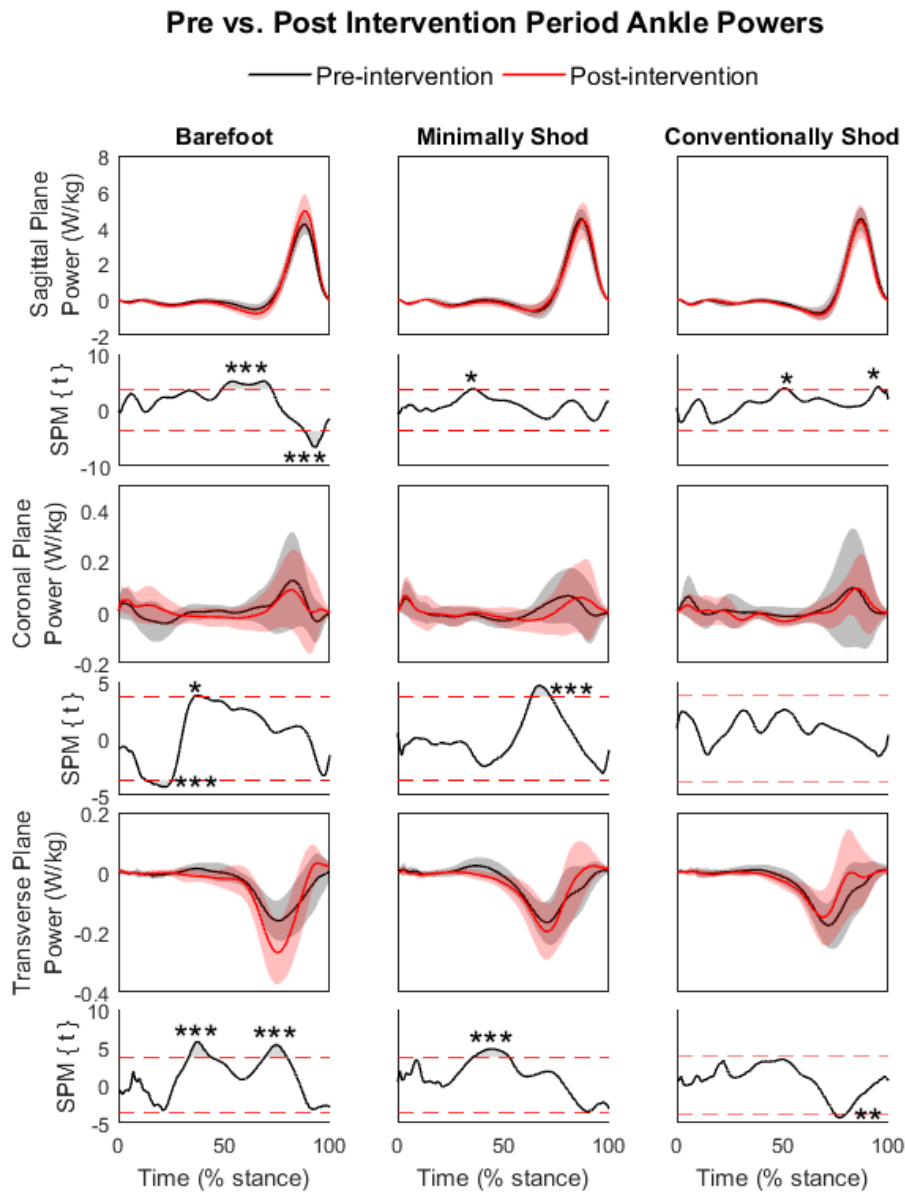 Pre vs. Post Intervention Period Ankle Powers
Pre-intervention Post-intervention
Barefoot Minimally Shod Conventionally Shod
Sagittal Plane
Power (W/kg)
8
6
4
2
0
-2
SPM { t }
10
0
-10
***
***
*
*
*
Coronal Plane
Power (W/kg)
0.4
0.2
0
-0.2
SPM { t }
5
0
-5
*
***
***
Transverse Plane
Power (W/kg)
0.2
0
-0.2
-0.4
SPM { t }
10
5
0
-5
***
***
***
**
0 50 100 0 50 100 0 50 100
Time (% stance) Time (% stance) Time (% stance)